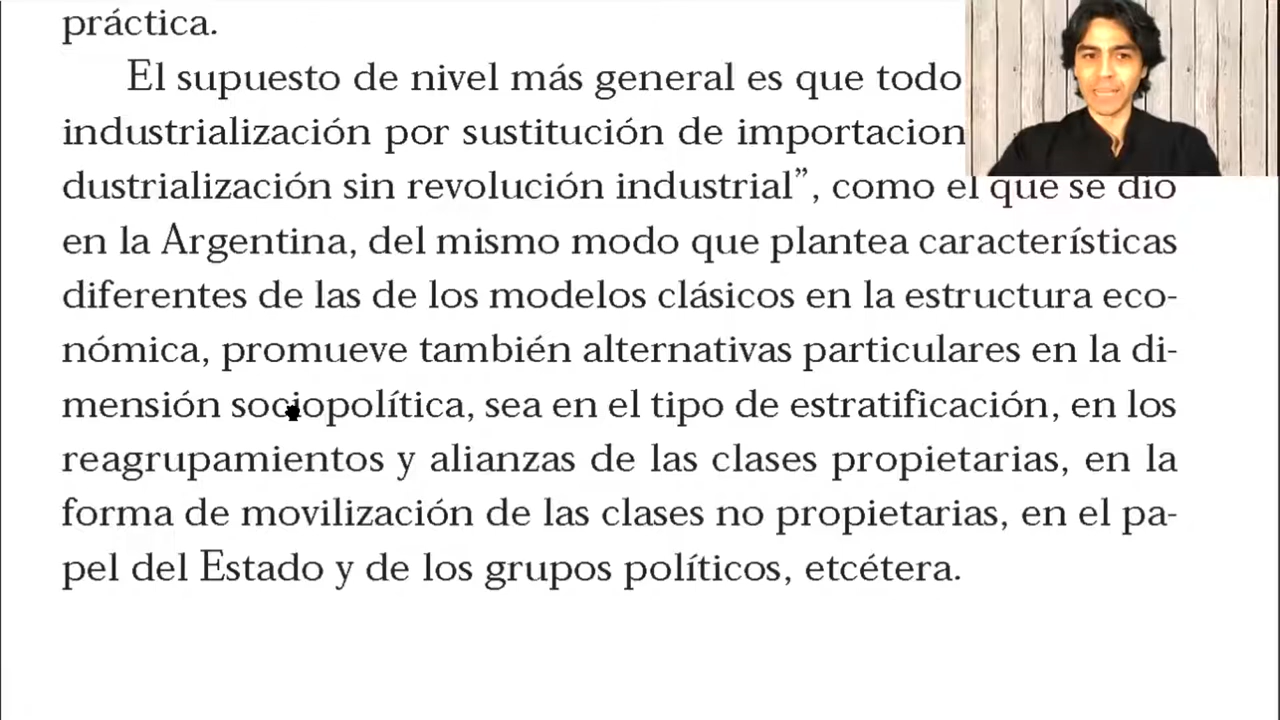 práctica.
El supuesto de nivel más general es que todo
industrialización por sustitución de importacion
dustrialización sin revolución industrial”, como el que se dio
en la Argentina, del mismo modo que plantea características
diferentes de las de los modelos clásicos en la estructura eco-
nómica, promueve también alternativas particulares en la di-
mensión sociopolítica, sea en el tipo de estratificación, en los
reagrupamientos y alianzas de las clases propietarias, en la
forma de movilización de las clases no propietarias, en el pa-
pel del Estado y de los grupos políticos, etcétera.